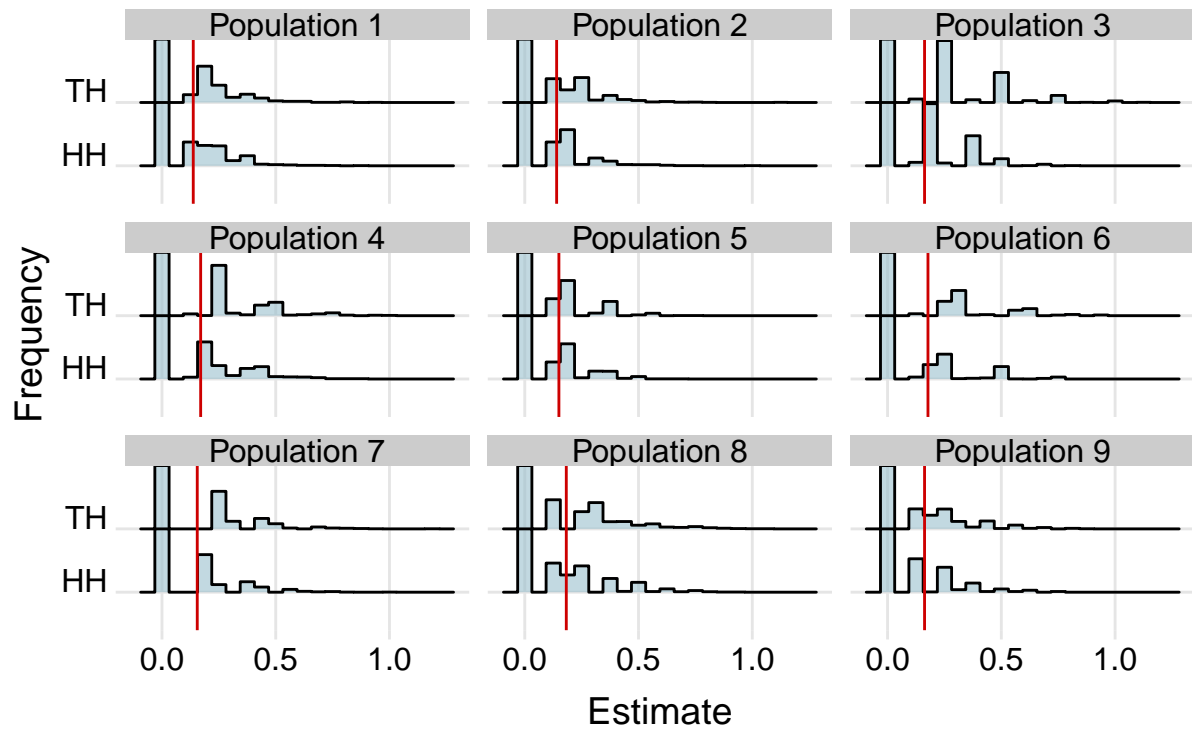 Population 1 Population 2 Population 3
TH
HH
Population 4 Population 5 Population 6
TH
HH
Population 7 Population 8 Population 9
TH
HH
0.0 0.5 1.0 0.0 0.5 1.0 0.0 0.5 1.0
Estimate
Frequency